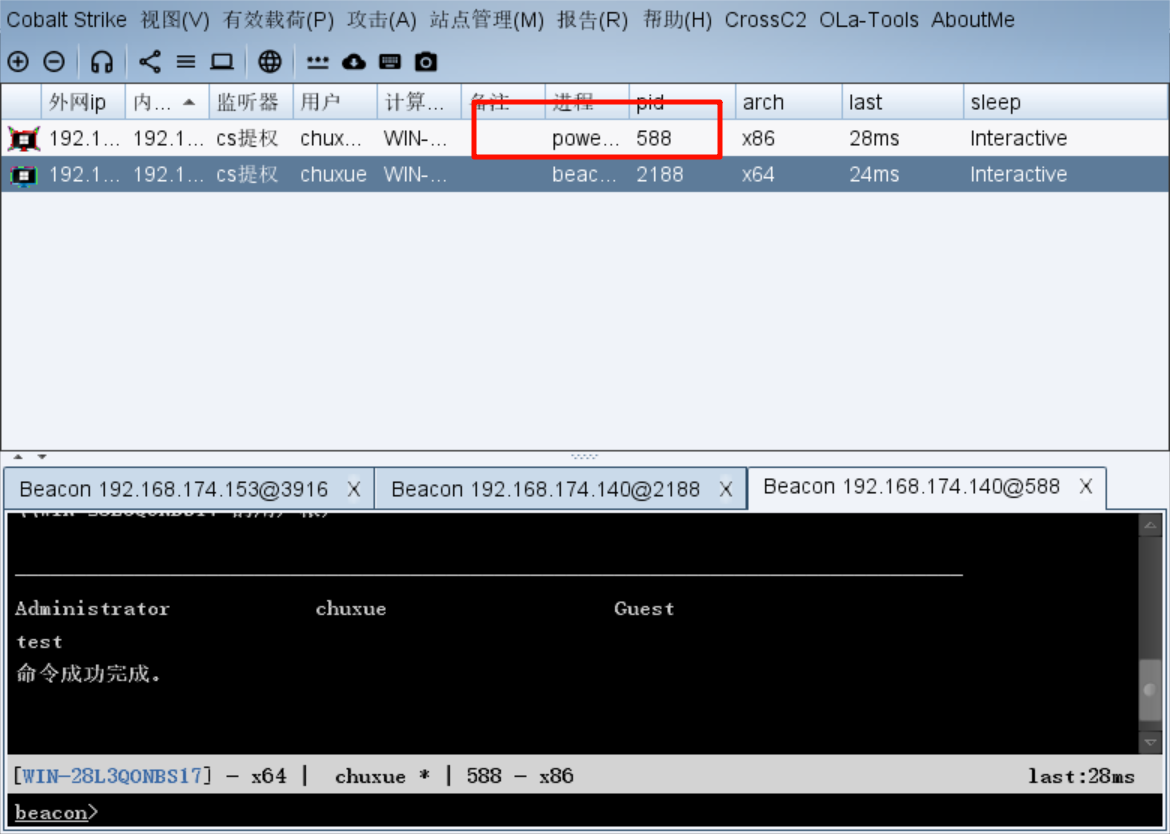 Cobalt Strike 视图(V) 有效载荷(P) 攻击(A) 站点管理(M) 报告(R) 帮助(H) CrossC2 OLa-Tools AboutMe
外网ip 内... 监听器 用户 计算... 备注 进程 pid arch last sleep
192.1... 192.1... cs提权 chux... WIN-... powe... 588 x86 28ms Interactive
192.1... 192.1... cs提权 chuxue WIN-... beac... 2188 x64 24ms Interactive
Beacon 192.168.174.153@3916 X Beacon 192.168.174.140@2188 X Beacon 192.168.174.140@588 X
Administrator chuxue Guest
test
命令成功完成。
[WIN-28L3QONBS17] - x64 | chuxue * | 588 - x86 last:28ms
beacon>